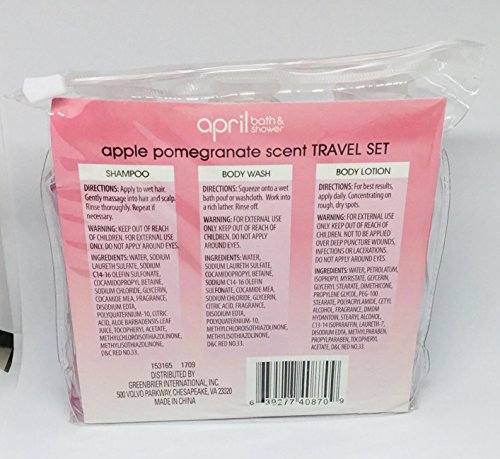 april bath &
shower
apple pomegranate scent TRAVEL SET
SHAMPOO
DIRECTIONS: Apply to wet hair.
Gently massage into hair and scalp.
Rinse thoroughly. Repeat if
necessary.
WARNING: KEEP OUT OF REACH
OF CHILDREN. FOR EXTERNAL USE
ONLY. DO NOT APPLY AROUND EYES.
INGREDIENTS: WATER, SODIUM
LAURETH SULFATE, SODIUM
C14-16 OLEFIN SULFONATE,
COCAMIDOPROPYL BETAINE,
SODIUM CHLORIDE, GLYCERIN,
COCAMIDE MEA, FRAGRANCE,
DISODIUM EDTA,
POLYQUATERNIUM-10, CITRIC
ACID, ALOE BARBADENSIS LEAF
JUICE, TOCOPHERYL ACETATE,
METHYLCHLOROISOTHIAZOLINONE,
METHYLISOTHIAZOLINONE,
D&C RED NO.33.
BODY WASH
DIRECTIONS: Squeeze onto a wet
bath pouf or washcloth. Work into
a rich lather. Rinse off.
WARNING: FOR EXTERNAL USE
ONLY. KEEP OUT OF REACH OF
CHILDREN. DO NOT APPLY
AROUND EYES.
INGREDIENTS: WATER, SODIUM
LAURETH SULFATE,
COCAMIDOPROPYL BETAINE,
SODIUM C14-16 OLEFIN
SULFONATE, COCAMIDE MEA,
SODIUM CHLORIDE, GLYCERIN,
CITRIC ACID, FRAGRANCE,
DISODIUM EDTA,
POLYQUATERNIUM-10,
METHYLCHLOROISOTHIAZOLINONE,
METHYLISOTHIAZOLINONE,
D&C RED NO.33.
BODY LOTION
DIRECTIONS: For best results,
apply daily. Concentrating on
rough, dry spots.
WARNING: FOR EXTERNAL USE
ONLY. KEEP OUT OF REACH OF
CHILDREN. NOT TO BE APPLIED
OVER DEEP PUNCTURE WOUNDS,
INFECTIONS OR LACERATIONS.
DO NOT APPLY AROUND EYES.
INGREDIENTS: WATER, PETROLATUM,
ISOPROPYL MYRISTATE, GLYCERIN,
GLYCERYL STEARATE, DIMETHICONE,
PROPYLENE GLYCOL, PEG-100
STEARATE, POLYACRYLAMIDE, CETYL
ALCOHOL, FRAGRANCE, DMDM
HYDANTOIN, STEARYL ALCOHOL,
C13-14 ISOPARAFFIN, LAURETH-7,
DISODIUM EDTA, METHYLPARABEN,
PROPYLPARABEN, TOCOPHERYL
ACETATE, D&C RED NO.33.
153165 1709
DISTRIBUTED BY
GREENBRIER INTERNATIONAL, INC.
500 VOLVO PARKWAY, CHESAPEAKE, VA 23320
MADE IN CHINA
6 39277 40870 9